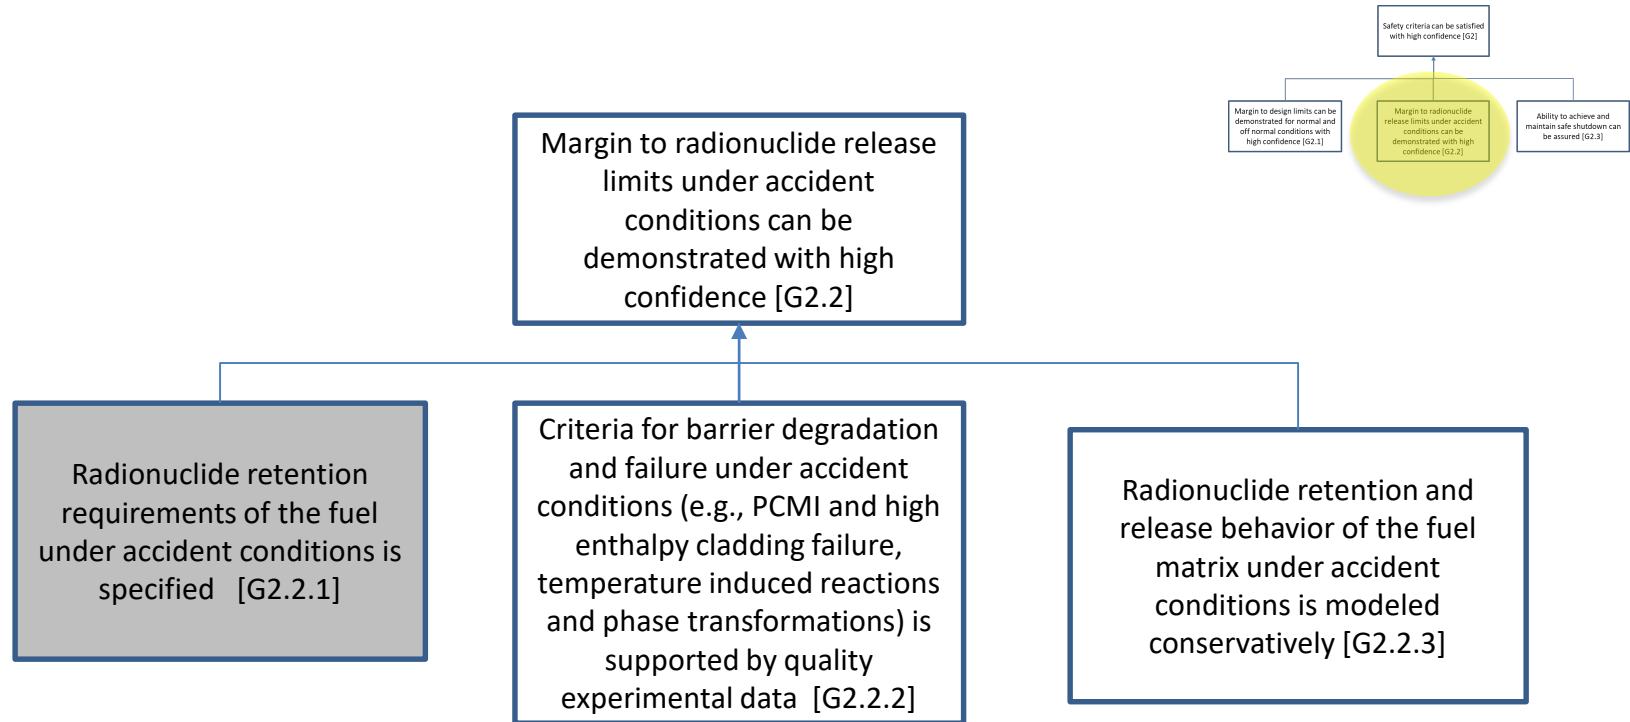 Safety criteria can be satisfied
with high confidence [G2]
Margin to design limits can be
demonstrated for normal and
off normal conditions with
high confidence [G2.1]
Margin to radionuclide
release limits under accident
conditions can be
demonstrated with high
confidence [G2.2]
Ability to achieve and
maintain safe shutdown can
be assured [G2.3]
Margin to radionuclide release
limits under accident
conditions can be
demonstrated with high
confidence [G2.2]
Radionuclide retention
requirements of the fuel
under accident conditions is
specified [G2.2.1]
Criteria for barrier degradation
and failure under accident
conditions (e.g., PCMI and high
enthalpy cladding failure,
temperature induced reactions
and phase transformations) is
supported by quality
experimental data [G2.2.2]
Radionuclide retention and
release behavior of the fuel
matrix under accident
conditions is modeled
conservatively [G2.2.3]